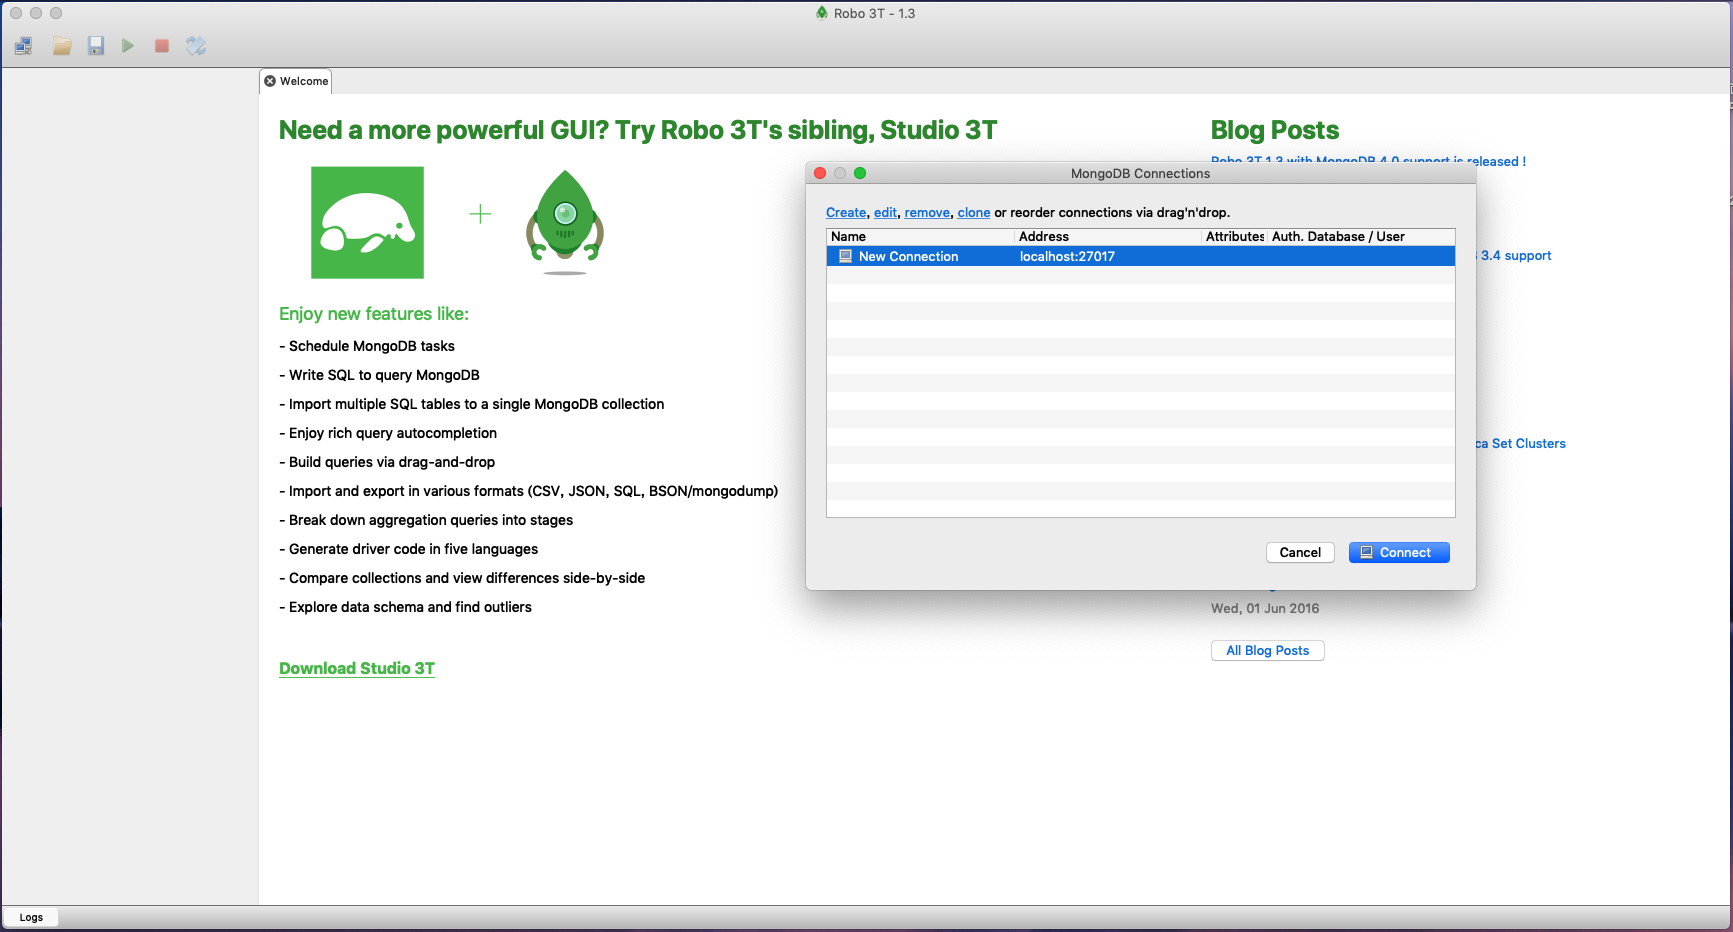 Robo 3T - 1.3
Welcome
Need a more powerful GUI? Try Robo 3T's sibling, Studio 3T
Enjoy new features like:
- Schedule MongoDB tasks
- Write SQL to query MongoDB
- Import multiple SQL tables to a single MongoDB collection
- Enjoy rich query autocompletion
- Build queries via drag-and-drop
- Import and export in various formats (CSV, JSON, SQL, BSON/mongodump)
- Break down aggregation queries into stages
- Generate driver code in five languages
- Compare collections and view differences side-by-side
- Explore data schema and find outliers
Download Studio 3T
Blog Posts
Robo 3T 1.3 with MongoDB 4.0 support is released !
3.4 support
ca Set Clusters
Wed, 01 Jun 2016
All Blog Posts
MongoDB Connections
Create, edit, remove, clone or reorder connections via drag'n'drop.
Name Address Attributes Auth. Database / User
New Connection localhost:27017
Cancel Connect
Logs